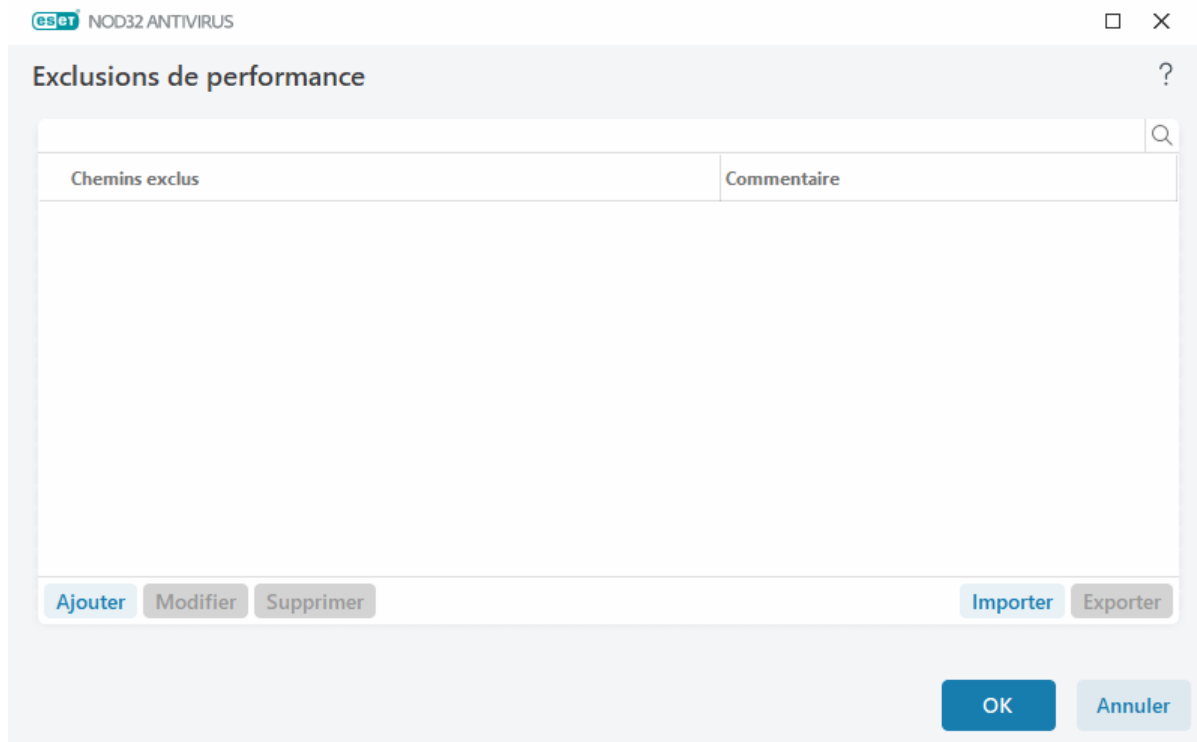 eset NOD32 ANTIVIRUS
Exclusions de performance
?
Chemins exclus Commentaire
Ajouter Modifier Supprimer Importer Exporter
OK Annuler